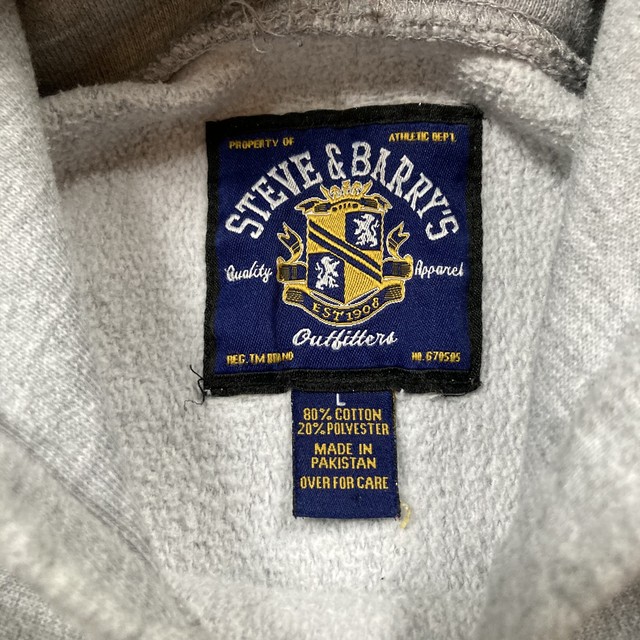 PROPERTY OF ATHLETIC DEPT.
STEVE & BARRY'S
Quality Apparel
EST 1908
Outfitters
REG. TM BRAND NO. 670505
L
80% COTTON
20% POLYESTER
MADE IN
PAKISTAN
OVER FOR CARE